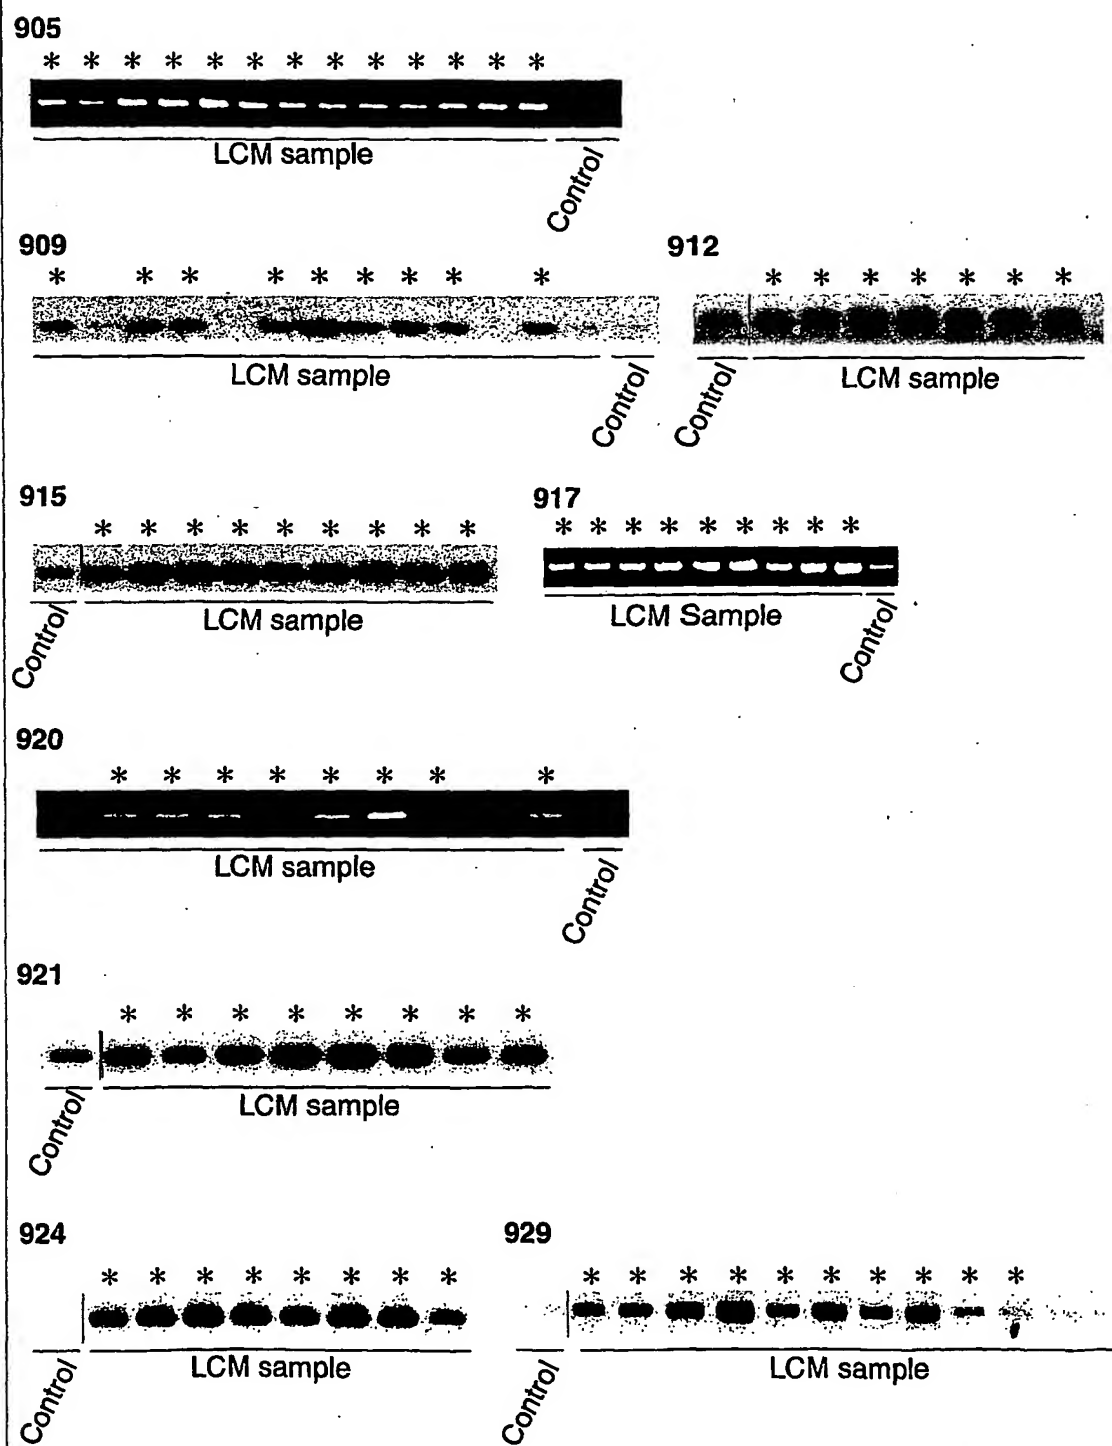 905
* * * * * * * * * * * * *
LCM sample
Control
909
* * * * * * * * *
LCM sample
Control
912
* * * * * * *
Control
LCM sample
915
* * * * * * * * *
Control
LCM sample
917
* * * * * * * * *
LCM Sample
Control
920
* * * * * * * *
LCM sample
Control
921
* * * * * * * *
Control
LCM sample
924
* * * * * * * *
Control
LCM sample
929
* * * * * * * * * *
Control
LCM sample